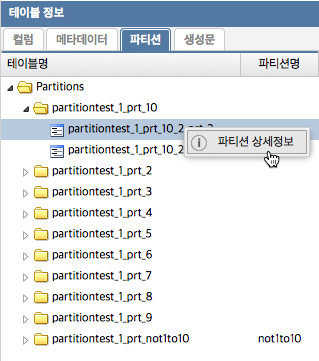 테이블 정보
컬럼 메타데이터 파티션 생성문
테이블명 파티션명
Partitions
partitiontest_1_prt_10
partitiontest_1_prt_10_2_prt_2
partitiontest_1_prt_10_2
파티션 상세정보
partitiontest_1_prt_2
partitiontest_1_prt_3
partitiontest_1_prt_4
partitiontest_1_prt_5
partitiontest_1_prt_6
partitiontest_1_prt_7
partitiontest_1_prt_8
partitiontest_1_prt_9
partitiontest_1_prt_not1to10 not1to10